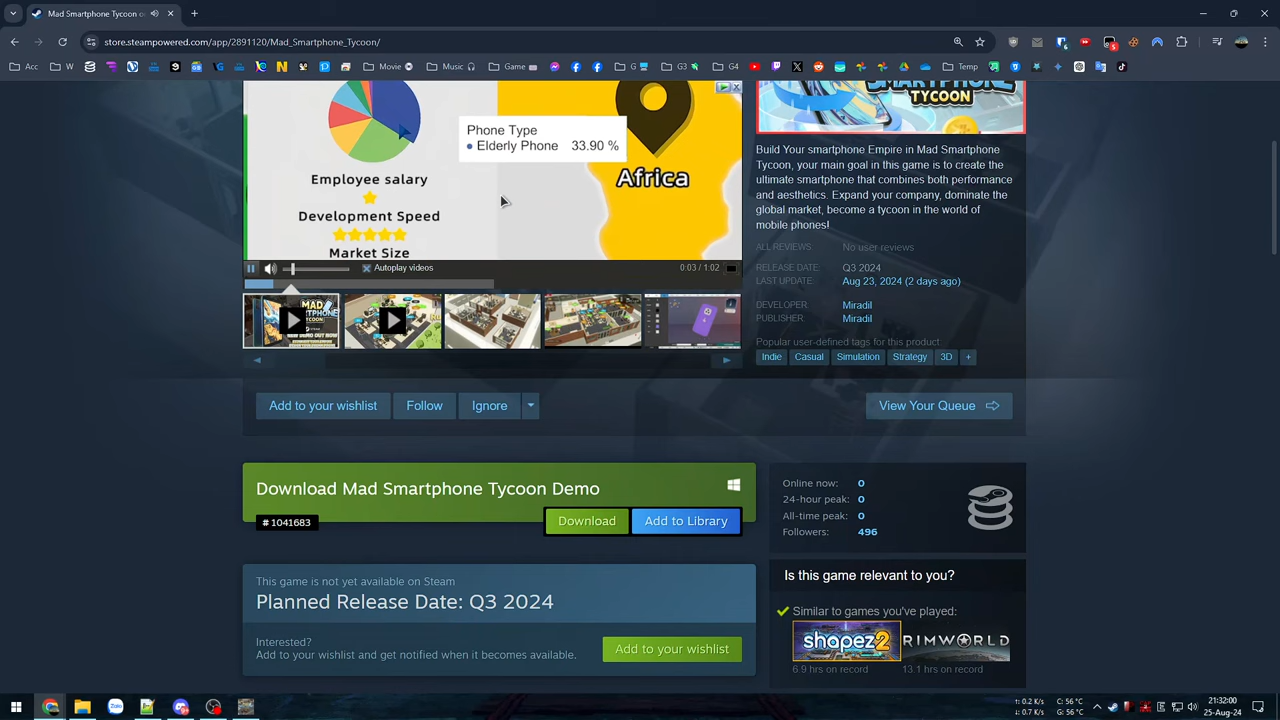 Mad Smartphone Tycoon o
store.steampowered.com/app/2891120/Mad_Smartphone_Tycoon/
Acc
W
Movie
Music
Game
G
G3
G4
Temp
Phone Type
Elderly Phone 33.90 %
Employee salary
Development Speed
Market Size
Africa
Autoplay videos
0:03 / 1:02
SMARTPHONE
TYCOON
Build Your smartphone Empire in Mad Smartphone
Tycoon, your main goal in this game is to create the
ultimate smartphone that combines both performance
and aesthetics. Expand your company, dominate the
global market, become a tycoon in the world of
mobile phones!
ALL REVIEWS: No user reviews
RELEASE DATE: Q3 2024
LAST UPDATE: Aug 23, 2024 (2 days ago)
DEVELOPER: Miradil
PUBLISHER: Miradil
Popular user-defined tags for this product
Indie Casual Simulation Strategy 3D +
Add to your wishlist
Follow
Ignore
View Your Queue
Download Mad Smartphone Tycoon Demo
# 1041683
Download
Add to Library
Online now: 0
24-hour peak: 0
All-time peak: 0
Followers: 496
This game is not yet available on Steam
Planned Release Date: Q3 2024
Interested?
Add to your wishlist and get notified when it becomes available.
Add to your wishlist
Is this game relevant to you?
Similar to games you've played:
shapez2
RIMWORLD
6.9 hrs on record
13.1 hrs on record
↑: 0.2 K/s
↓: 0.7 K/s
C: 56 °C
G: 56 °C
21:32:00
25-Aug-24